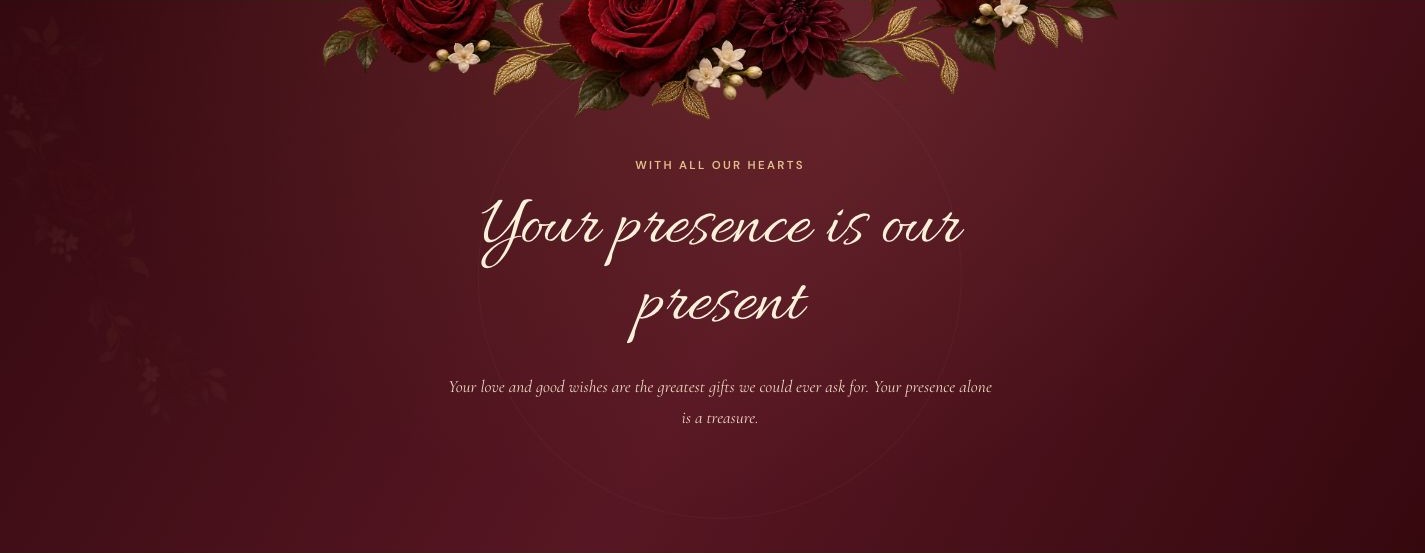 WITH ALL OUR HEARTS
Your presence is our
present
Your love and good wishes are the greatest gifts we could ever ask for. Your presence alone
is a treasure.